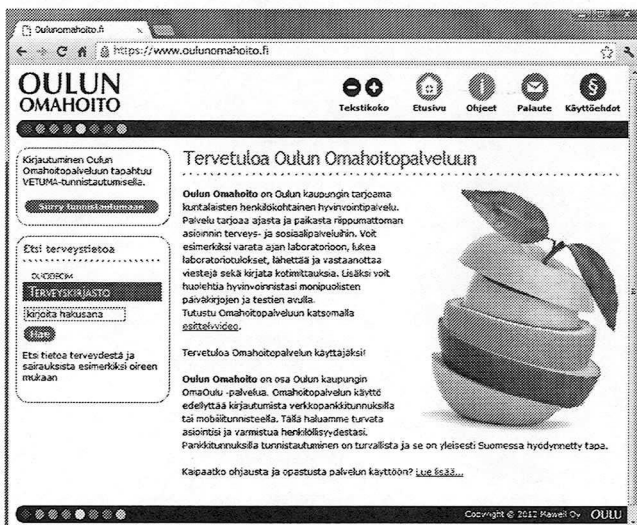 Oulunomahoito.fi
https://www.oulunomahoito.fi
OULUN
OMAHOITO
Tekstikoko
Etusivu
Ohjeet
Palaute
Käyttöehdot
Kirjautuminen Oulun
Omahoitopalveluun tapahtuu
VETUMA-tunnistautumisella.
Siirry tunnistautumaan
Etsi terveystietoa
DUODECIM
TERVEYSKIRJASTO
kirjoita hakusana
Hae
Etsi tietoa terveydestä ja
sairauksista esimerkiksi oireen
mukaan
Tervetuloa Oulun Omahoitopalveluun
Oulun Omahoito on Oulun kaupungin tarjoama
kuntalaisten henkilökohtainen hyvinvointipalvelu.
Palvelu tarjoaa ajasta ja paikasta riippumattoman
asioinnin terveys- ja sosiaalipalveluihin. Voit
esimerkiksi varata ajan laboratorioon, lukea
laboratoriotulokset, lähettää ja vastaanottaa
viestejä sekä kirjata kotimittauksia. Lisäksi voit
huolehtia hyvinvoinnistasi monipuolisten
päiväkirjojen ja testien avulla.
Tutustu Omahoitopalveluun katsomalla
esittelyvideo.
Tervetuloa Omahoitopalvelun käyttäjäksi!
Oulun Omahoito on osa Oulun kaupungin
OmaOulu -palvelua. Omahoitopalvelun käyttö
edellyttää kirjautumista verkkopankkitunnuksilla
tai mobiilitunnisteella. Tällä haluamme turvata
asiointisi ja varmistua henkilöllisyydestäsi.
Pankkitunnuksilla tunnistautuminen on turvallista ja se on yleisesti Suomessa hyödynnetty tapa.
Kaipaatko ohjausta ja opastusta palvelun käyttöön? Lue lisää...
Copyright © 2012 Mawell Oy OULU